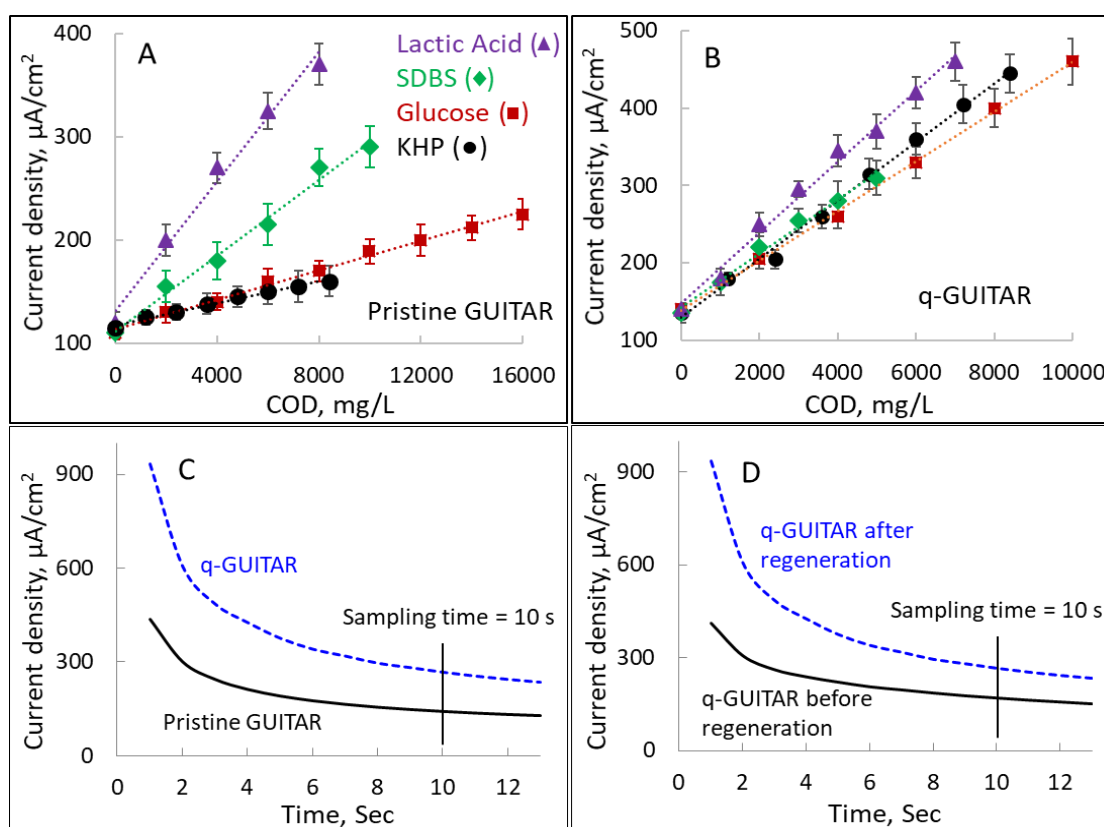 A
Lactic Acid (▲)
SDBS (◆)
Glucose (■)
KHP (●)
Pristine GUITAR
400
300
200
100
0 4000 8000 12000 16000
COD, mg/L
Current density, µA/cm²
B
q-GUITAR
500
400
300
200
100
0 2000 4000 6000 8000 10000
COD, mg/L
Current density, µA/cm²
C
q-GUITAR
Sampling time = 10 s
Pristine GUITAR
900
600
300
0
0 2 4 6 8 10 12
Time, Sec
Current density, µA/cm²
D
q-GUITAR after
regeneration
Sampling time = 10 s
q-GUITAR before
regeneration
900
600
300
0
0 2 4 6 8 10 12
Time, Sec
Current density, µA/cm²